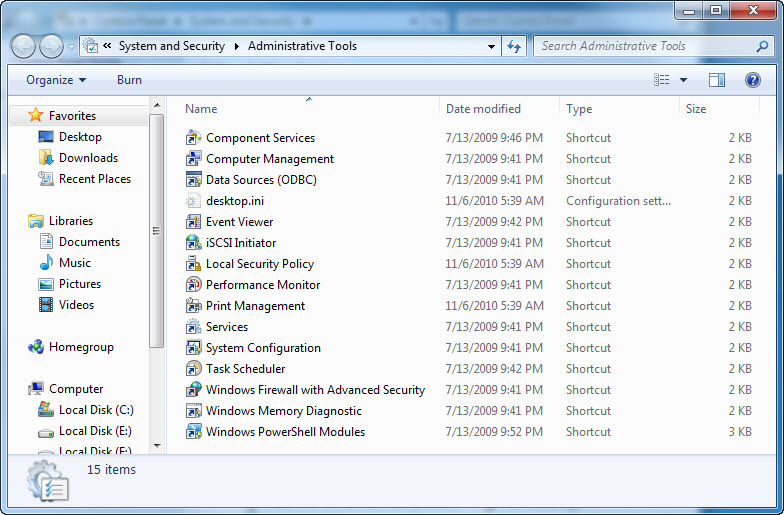 « System and Security ▸ Administrative Tools
Search Administrative Tools
Organize Burn
Favorites
Desktop
Downloads
Recent Places
Libraries
Documents
Music
Pictures
Videos
Homegroup
Computer
Local Disk (C:)
Local Disk (E:)
Local Disk (F:)
Name Date modified Type Size
Component Services 7/13/2009 9:46 PM Shortcut 2 KB
Computer Management 7/13/2009 9:41 PM Shortcut 2 KB
Data Sources (ODBC) 7/13/2009 9:41 PM Shortcut 2 KB
desktop.ini 11/6/2010 5:39 AM Configuration sett... 2 KB
Event Viewer 7/13/2009 9:42 PM Shortcut 2 KB
iSCSI Initiator 7/13/2009 9:41 PM Shortcut 2 KB
Local Security Policy 11/6/2010 5:39 AM Shortcut 2 KB
Performance Monitor 7/13/2009 9:41 PM Shortcut 2 KB
Print Management 11/6/2010 5:39 AM Shortcut 2 KB
Services 7/13/2009 9:41 PM Shortcut 2 KB
System Configuration 7/13/2009 9:41 PM Shortcut 2 KB
Task Scheduler 7/13/2009 9:42 PM Shortcut 2 KB
Windows Firewall with Advanced Security 7/13/2009 9:41 PM Shortcut 2 KB
Windows Memory Diagnostic 7/13/2009 9:41 PM Shortcut 2 KB
Windows PowerShell Modules 7/13/2009 9:52 PM Shortcut 3 KB
15 items